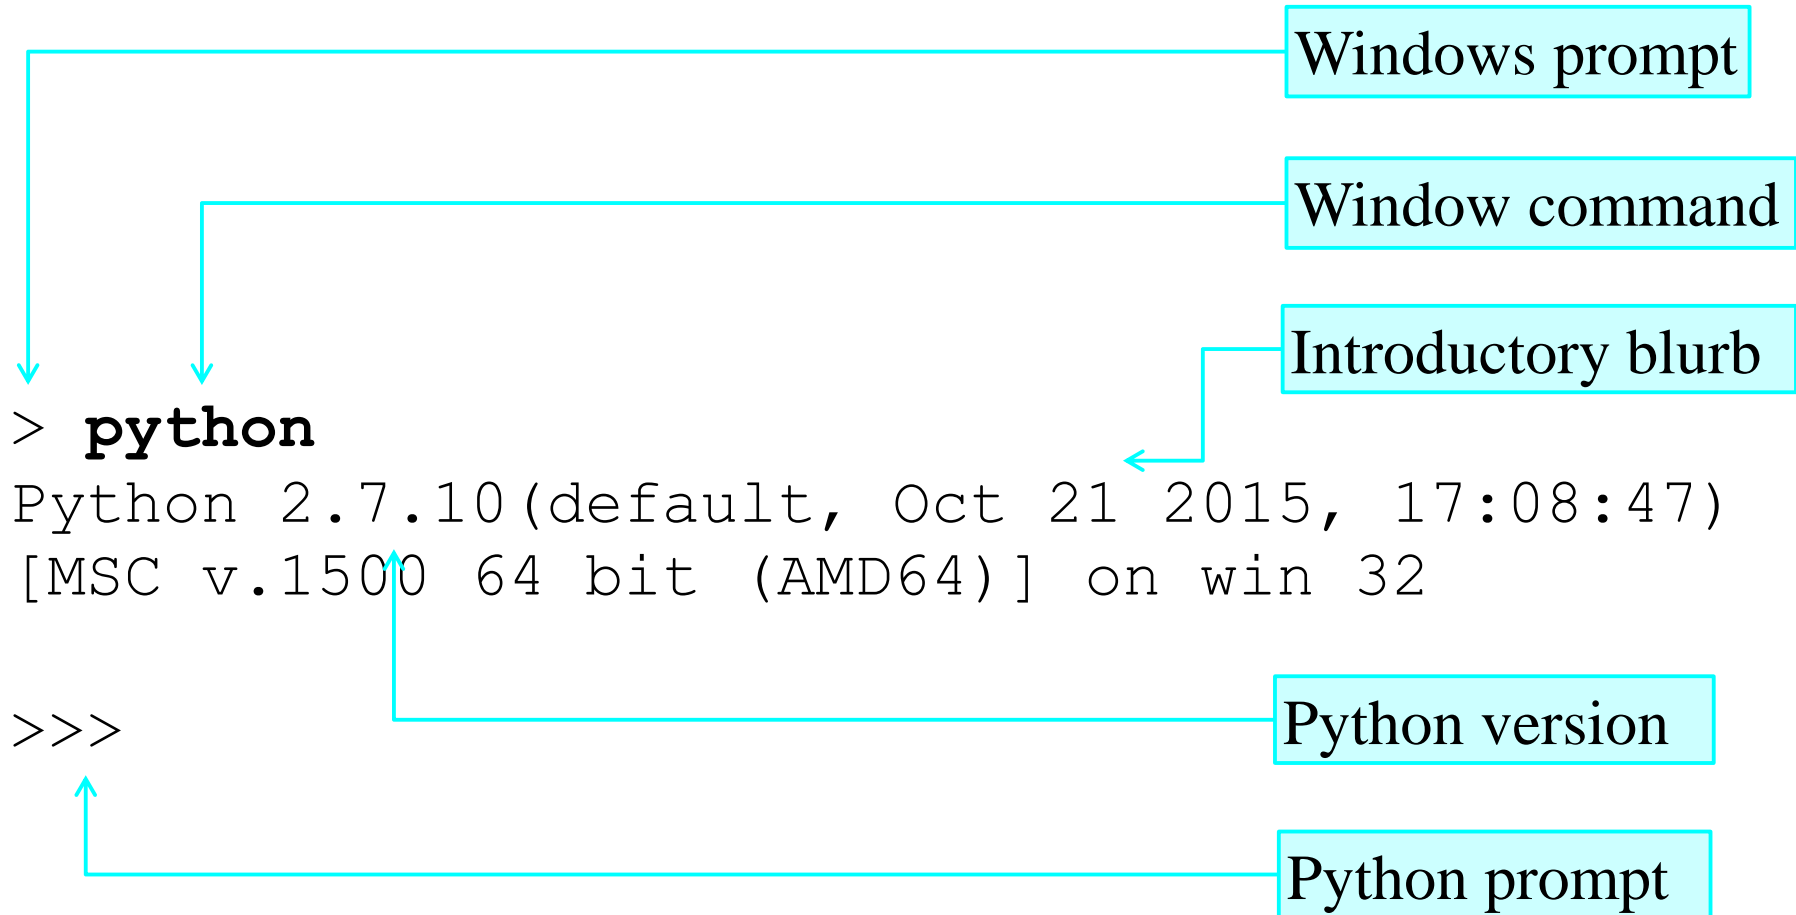 Windows prompt
Window command
Introductory blurb
> python
Python 2.7.10(default, Oct 21 2015, 17:08:47)
[MSC v.1500 64 bit (AMD64)] on win 32
Python version
>>>
Python prompt